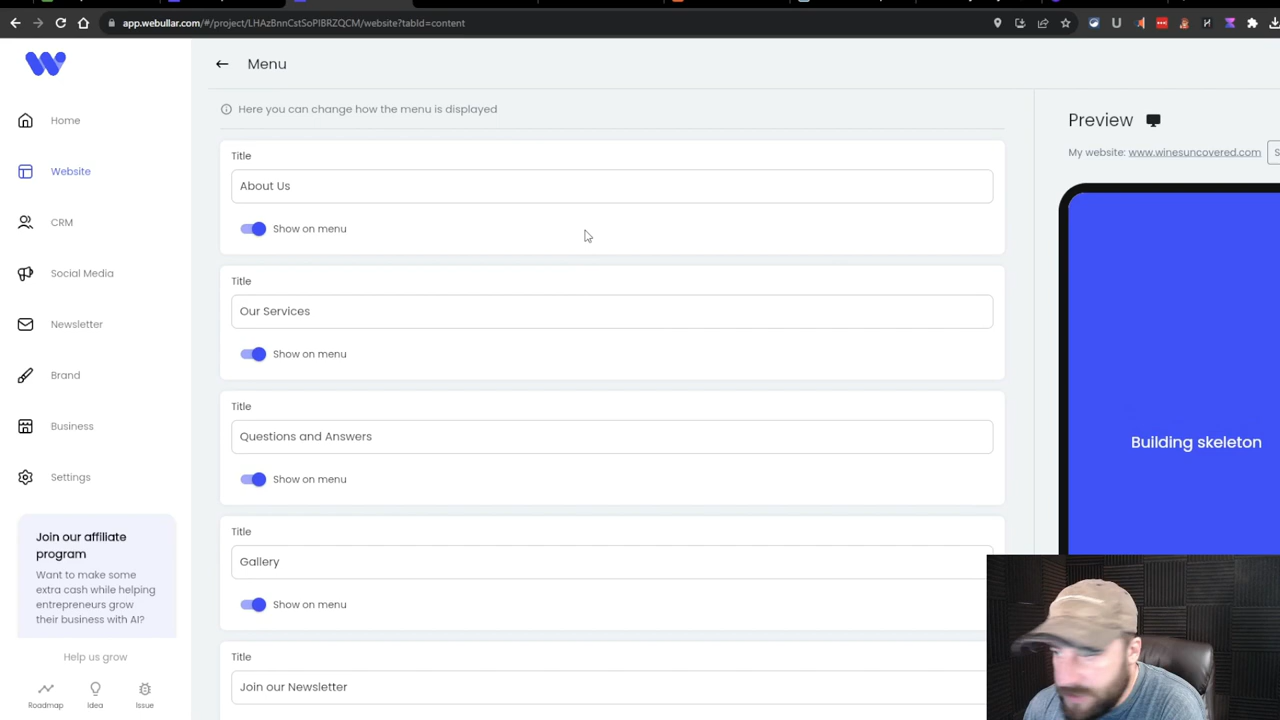 app.webullar.com/#/project/LHAzBnnCstSoPIBRZQCM/website?tabId=content
Menu
Here you can change how the menu is displayed
Home
Website
CRM
Social Media
Newsletter
Brand
Business
Settings
Join our affiliate
program
Want to make some
extra cash while helping
entrepreneurs grow
their business with AI?
Help us grow
Roadmap
Idea
Issue
Title
About Us
Show on menu
Title
Our Services
Show on menu
Title
Questions and Answers
Show on menu
Title
Gallery
Show on menu
Title
Join our Newsletter
Preview
My website: www.winesuncovered.com
Building skeleton